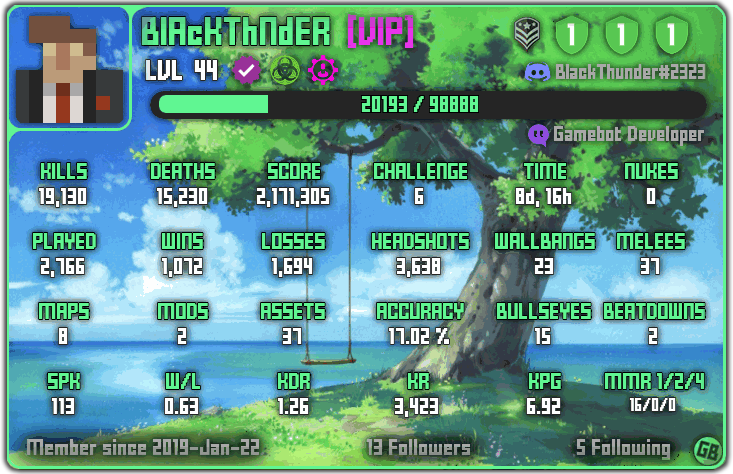 BlAcKThNdER [VIP]
1 1 1
LVL 44
BlackThunder#2323
20193 / 98888
Gamebot Developer
KILLS DEATHS SCORE CHALLENGE TIME NUKES
19,130 15,230 2,171,305 6 8d, 16h 0
PLAYED WINS LOSSES HEADSHOTS WALLBANGS MELEES
2,766 1,072 1,694 3,638 23 37
MAPS MODS ASSETS ACCURACY BULLSEYES BEATDOWNS
8 2 37 17.02 % 15 2
SPK W/L KDR KR KPG MMR 1/2/4
113 0.63 1.26 3,423 6.92 16/0/0
Member since 2019-Jan-22 13 Followers 5 Following GB